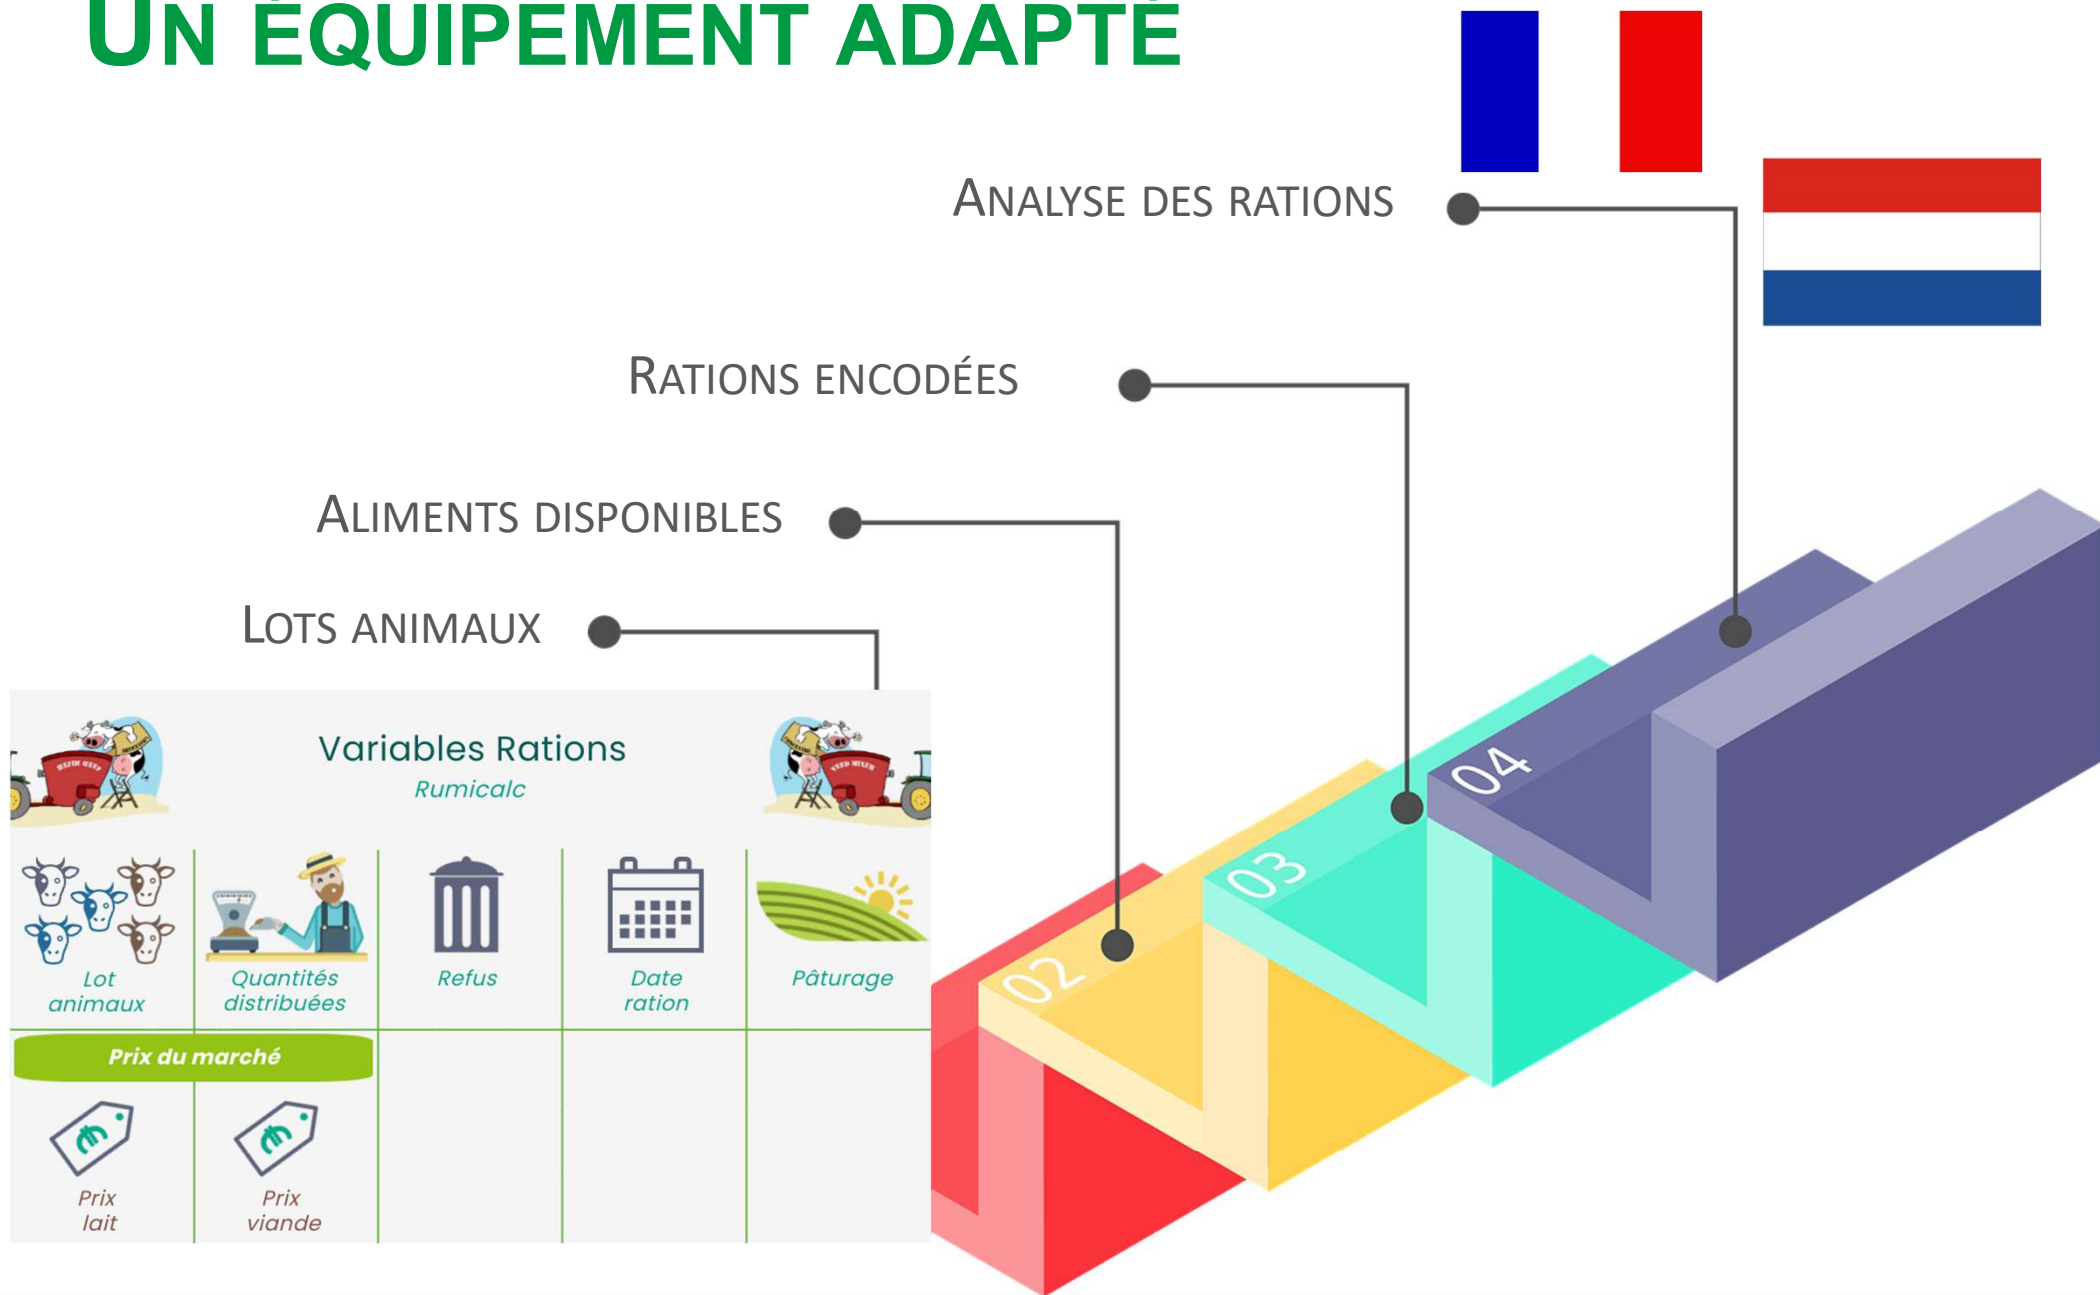 UN ÉQUIPEMENT ADAPTÉ
ANALYSE DES RATIONS
RATIONS ENCODÉES
ALIMENTS DISPONIBLES
LOTS ANIMAUX
Variables Rations
Rumicalc
Lot
animaux
Quantités
distribuées
Refus
Date
ration
Pâturage
Prix du marché
Prix
lait
Prix
viande
02
03
04